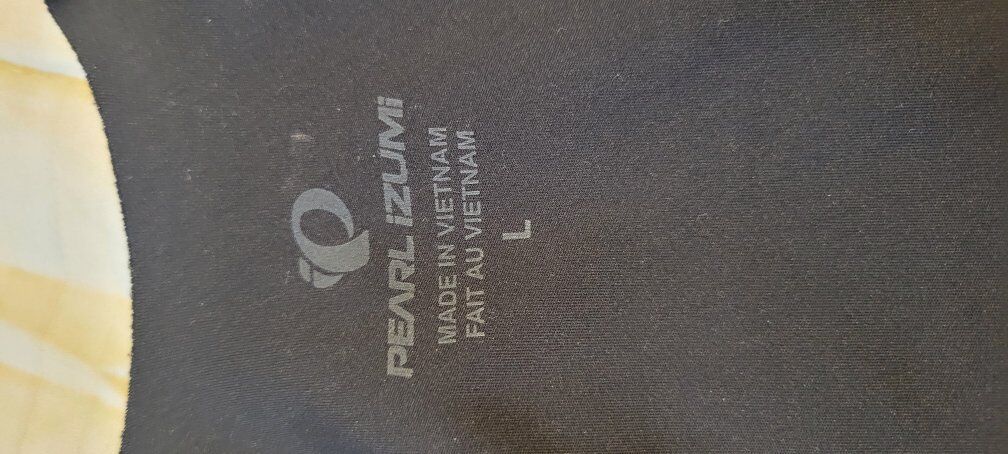 PEARL iZUMi
MADE IN VIETNAM
FAIT AU VIETNAM
L